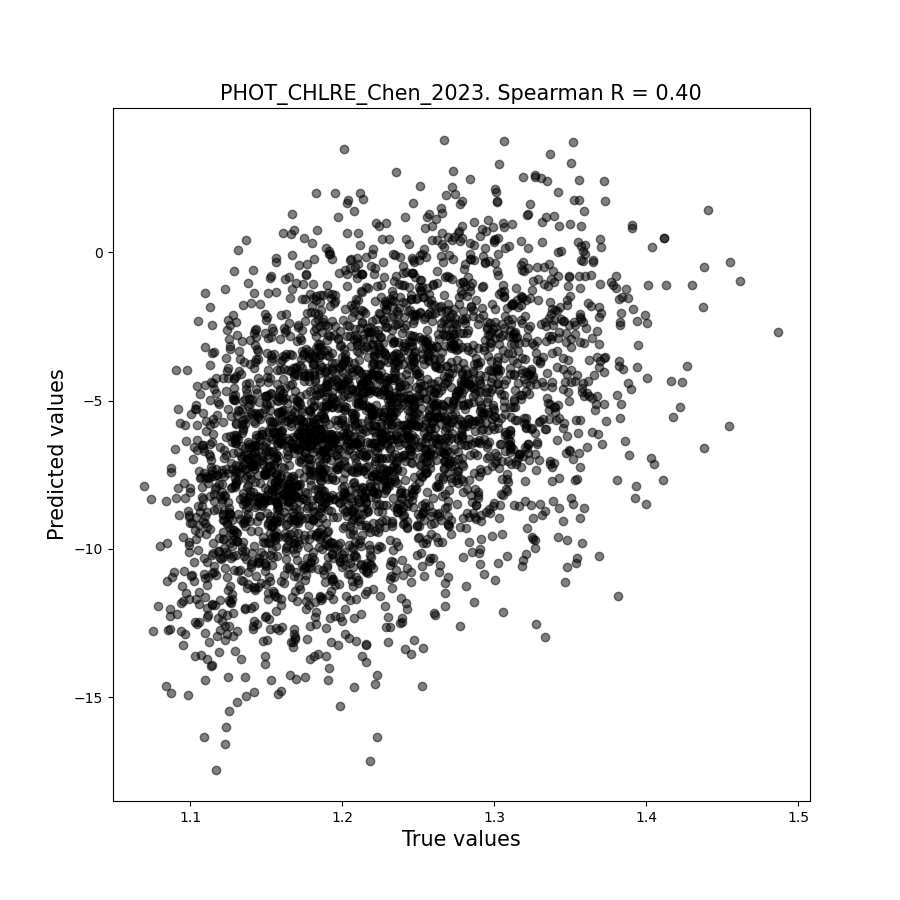 PHOT_CHLRE_Chen_2023. Spearman R = 0.40
0
−5
−10
−15
Predicted values
1.1 1.2 1.3 1.4 1.5
True values